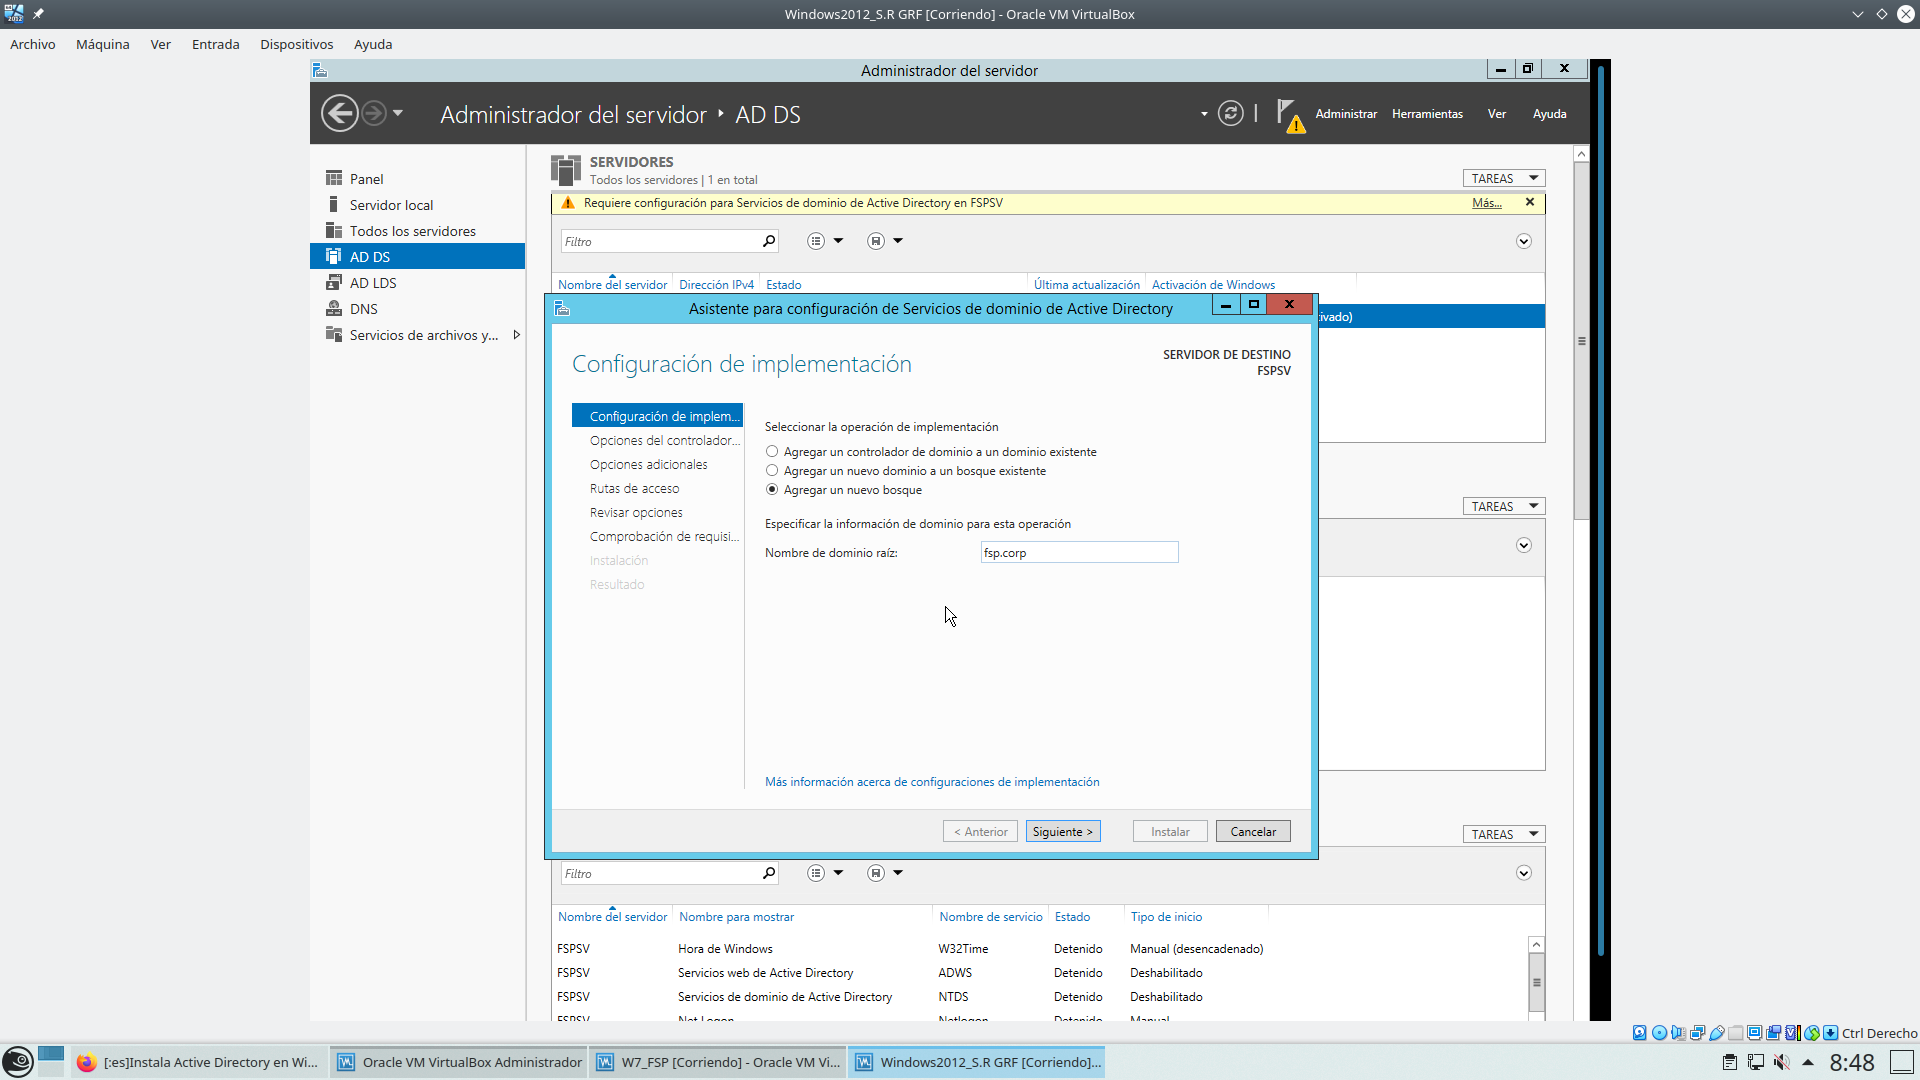 Windows2012_S.R GRF [Corriendo] - Oracle VM VirtualBox
Archivo Máquina Ver Entrada Dispositivos Ayuda
Administrador del servidor
Administrador del servidor ‣ AD DS
Administrar Herramientas Ver Ayuda
Panel
Servidor local
Todos los servidores
AD DS
AD LDS
DNS
Servicios de archivos y...
SERVIDORES
Todos los servidores | 1 en total
TAREAS
Requiere configuración para Servicios de dominio de Active Directory en FSPSV
Más...
Filtro
Nombre del servidor Dirección IPv4 Estado Última actualización Activación de Windows
ivado)
TAREAS
Asistente para configuración de Servicios de dominio de Active Directory
Configuración de implementación
SERVIDOR DE DESTINO
FSPSV
Configuración de implem...
Opciones del controlador...
Opciones adicionales
Rutas de acceso
Revisar opciones
Comprobación de requisi...
Instalación
Resultado
Seleccionar la operación de implementación
Agregar un controlador de dominio a un dominio existente
Agregar un nuevo dominio a un bosque existente
Agregar un nuevo bosque
Especificar la información de dominio para esta operación
Nombre de dominio raíz: fsp.corp
Más información acerca de configuraciones de implementación
< Anterior Siguiente > Instalar Cancelar
TAREAS
Filtro
Nombre del servidor Nombre para mostrar Nombre de servicio Estado Tipo de inicio
FSPSV Hora de Windows W32Time Detenido Manual (desencadenado)
FSPSV Servicios web de Active Directory ADWS Detenido Deshabilitado
FSPSV Servicios de dominio de Active Directory NTDS Detenido Deshabilitado
FSPSV Net Logon Netlogon Detenido Manual
Ctrl Derecho
[:es]Instala Active Directory en Wi...
Oracle VM VirtualBox Administrador
W7_FSP [Corriendo] - Oracle VM Vi...
Windows2012_S.R GRF [Corriendo]...
8:48